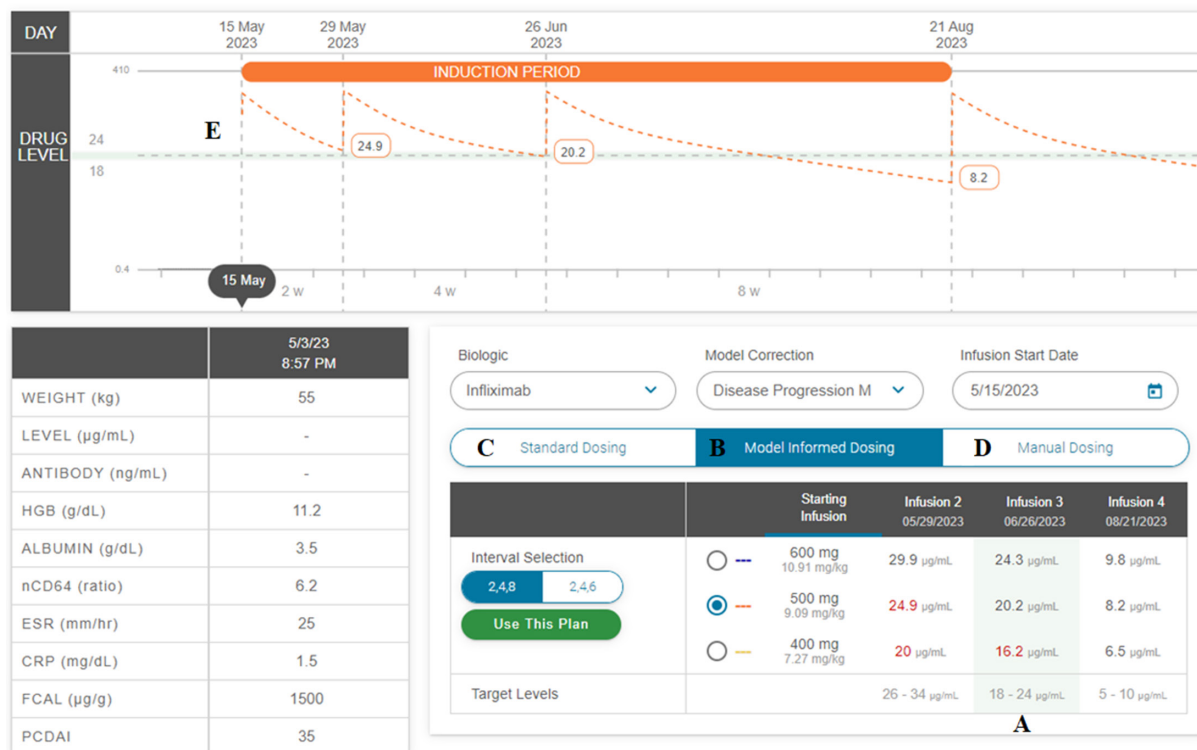 DAY
15 May
2023
29 May
2023
26 Jun
2023
21 Aug
2023
410
INDUCTION PERIOD
DRUG
LEVEL
E
24
18
24.9
20.2
8.2
0.4
15 May
2 w
4 w
8 w
5/3/23
8:57 PM
WEIGHT (kg) 55
LEVEL (µg/mL) -
ANTIBODY (ng/mL) -
HGB (g/dL) 11.2
ALBUMIN (g/dL) 3.5
nCD64 (ratio) 6.2
ESR (mm/hr) 25
CRP (mg/dL) 1.5
FCAL (µg/g) 1500
PCDAI 35
Biologic Model Correction Infusion Start Date
Infliximab Disease Progression M 5/15/2023
C Standard Dosing B Model Informed Dosing D Manual Dosing
Starting
Infusion
Infusion 2
05/29/2023
Infusion 3
06/26/2023
Infusion 4
08/21/2023
Interval Selection
2,4,8 2,4,6
Use This Plan
600 mg
10.91 mg/kg
29.9 µg/mL 24.3 µg/mL 9.8 µg/mL
500 mg
9.09 mg/kg
24.9 µg/mL 20.2 µg/mL 8.2 µg/mL
400 mg
7.27 mg/kg
20 µg/mL 16.2 µg/mL 6.5 µg/mL
Target Levels 26 - 34 µg/mL 18 - 24 µg/mL 5 - 10 µg/mL
A